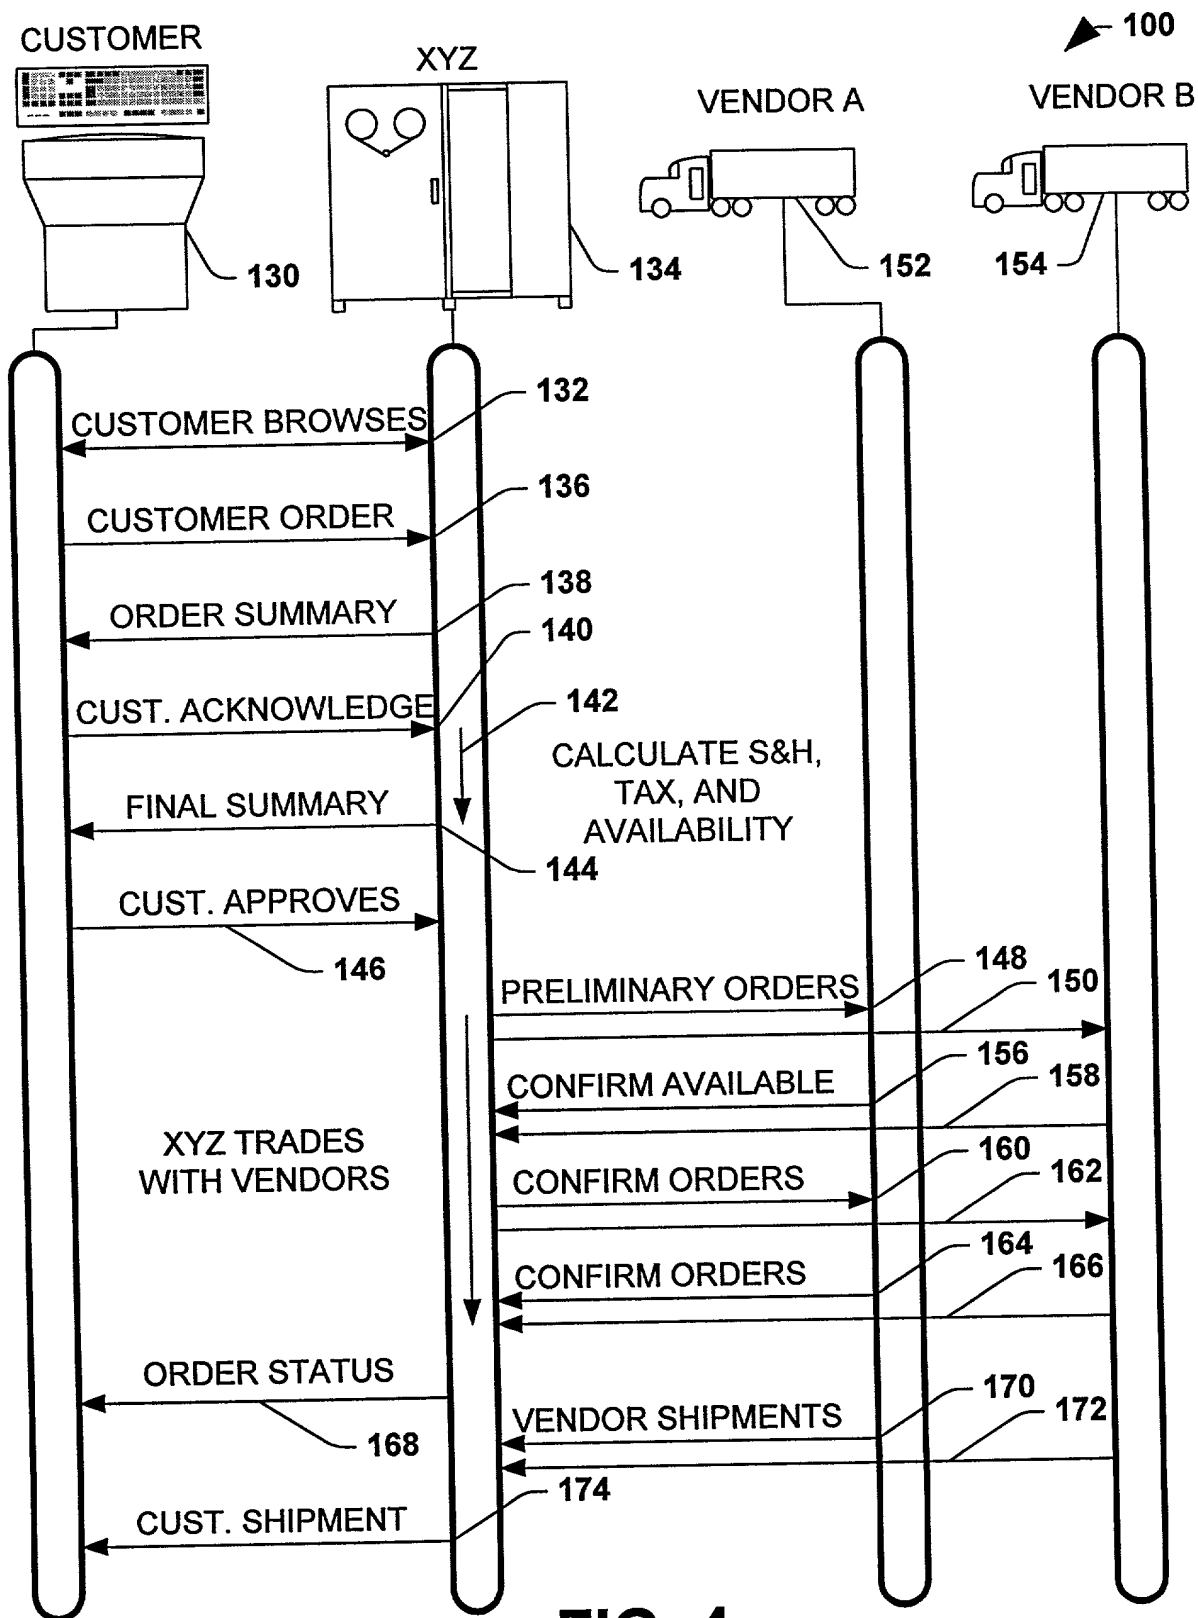 100
CUSTOMER
XYZ
VENDOR A
VENDOR B
130
134
152
154
132
CUSTOMER BROWSES
136
CUSTOMER ORDER
138
ORDER SUMMARY
140
CUST. ACKNOWLEDGE
142
CALCULATE S&H,
TAX, AND
AVAILABILITY
FINAL SUMMARY
144
CUST. APPROVES
146
148
PRELIMINARY ORDERS
150
156
CONFIRM AVAILABLE
158
XYZ TRADES
WITH VENDORS
160
CONFIRM ORDERS
162
164
CONFIRM ORDERS
166
ORDER STATUS
168
170
VENDOR SHIPMENTS
172
174
CUST. SHIPMENT